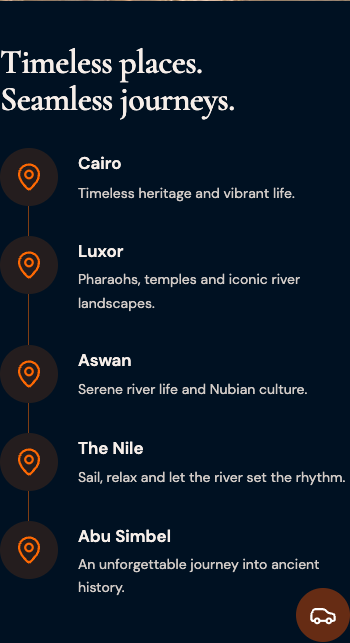 Timeless places.
Seamless journeys.
Cairo
Timeless heritage and vibrant life.
Luxor
Pharaohs, temples and iconic river
landscapes.
Aswan
Serene river life and Nubian culture.
The Nile
Sail, relax and let the river set the rhythm.
Abu Simbel
An unforgettable journey into ancient
history.